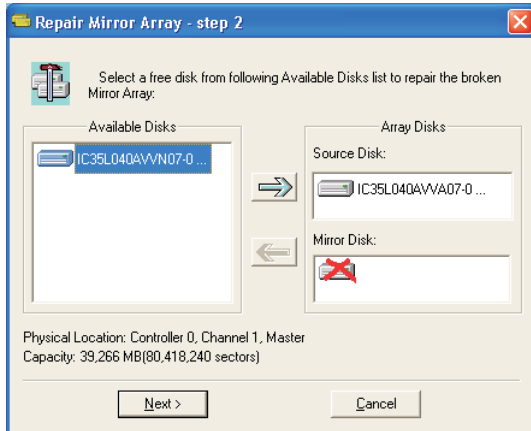 Repair Mirror Array - step 2
Select a free disk from following Available Disks list to repair the broken
Mirror Array:
Available Disks
IC35L040AVVN07-0 ...
Array Disks
Source Disk:
IC35L040AVVA07-0 ...
Mirror Disk:
Physical Location: Controller 0, Channel 1, Master
Capacity: 39,266 MB(80,418,240 sectors)
Next >
Cancel